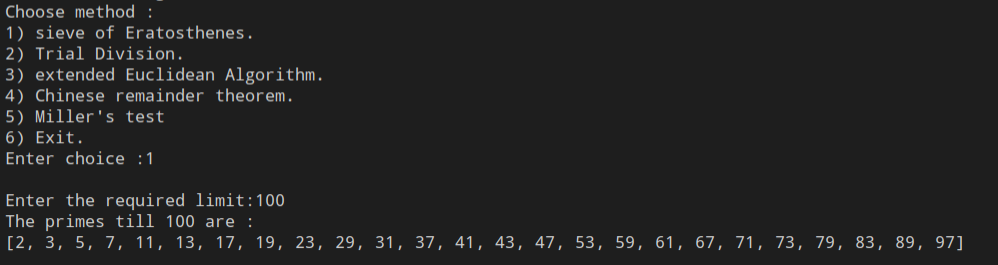 Choose method :
1) sieve of Eratosthenes.
2) Trial Division.
3) extended Euclidean Algorithm.
4) Chinese remainder theorem.
5) Miller's test
6) Exit.
Enter choice :1
Enter the required limit:100
The primes till 100 are :
[2, 3, 5, 7, 11, 13, 17, 19, 23, 29, 31, 37, 41, 43, 47, 53, 59, 61, 67, 71, 73, 79, 83, 89, 97]